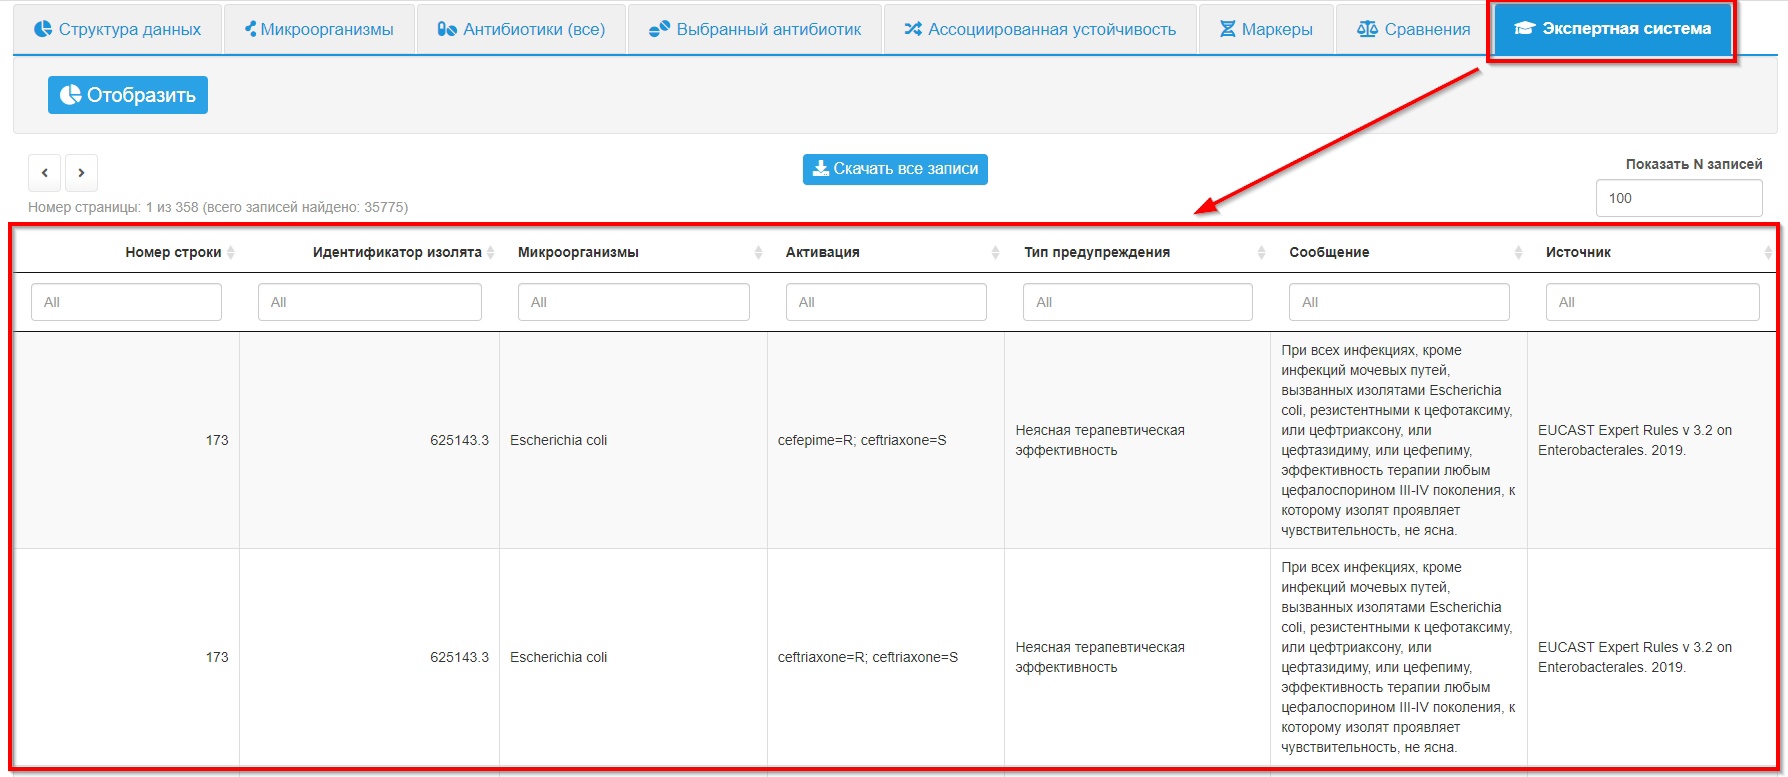 Структура данных
Микроорганизмы
Антибиотики (все)
Выбранный антибиотик
Ассоциированная устойчивость
Маркеры
Сравнения
Экспертная система
Отобразить
Скачать все записи
Показать N записей
100
Номер страницы: 1 из 358 (всего записей найдено: 35775)
Номер строки
Идентификатор изолята
Микроорганизмы
Активация
Тип предупреждения
Сообщение
Источник
All
All
All
All
All
All
All
173
625143.3
Escherichia coli
cefepime=R; ceftriaxone=S
Неясная терапевтическая
эффективность
При всех инфекциях, кроме
инфекций мочевых путей,
вызванных изолятами Escherichia
coli, резистентными к цефотаксиму,
или цефтриаксону, или
цефтазидиму, или цефепиму,
эффективность терапии любым
цефалоспорином III-IV поколения, к
которому изолят проявляет
чувствительность, не ясна.
EUCAST Expert Rules v 3.2 on
Enterobacterales. 2019.
173
625143.3
Escherichia coli
ceftriaxone=R; ceftriaxone=S
Неясная терапевтическая
эффективность
При всех инфекциях, кроме
инфекций мочевых путей,
вызванных изолятами Escherichia
coli, резистентными к цефотаксиму,
или цефтриаксону, или
цефтазидиму, или цефепиму,
эффективность терапии любым
цефалоспорином III-IV поколения, к
которому изолят проявляет
чувствительность, не ясна.
EUCAST Expert Rules v 3.2 on
Enterobacterales. 2019.